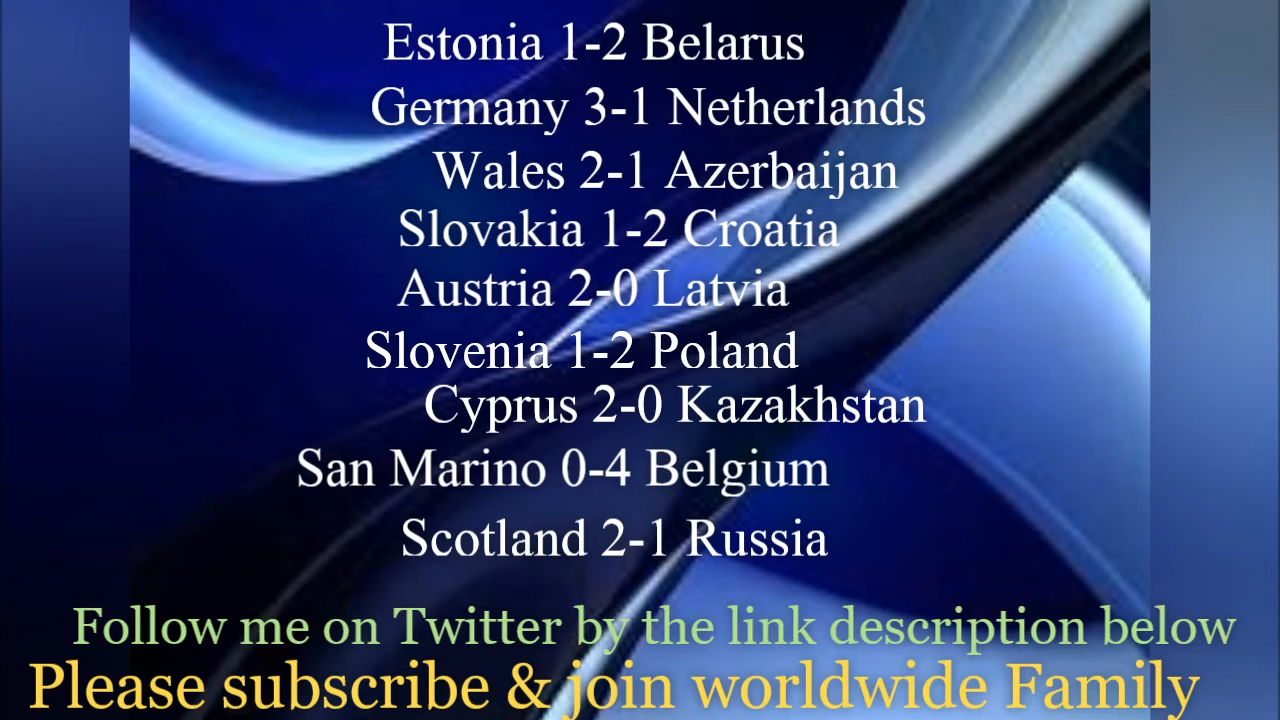 Estonia 1-2 Belarus
Germany 3-1 Netherlands
Wales 2-1 Azerbaijan
Slovakia 1-2 Croatia
Austria 2-0 Latvia
Slovenia 1-2 Poland
Cyprus 2-0 Kazakhstan
San Marino 0-4 Belgium
Scotland 2-1 Russia
Follow me on Twitter by the link description below
Please subscribe & join worldwide Family